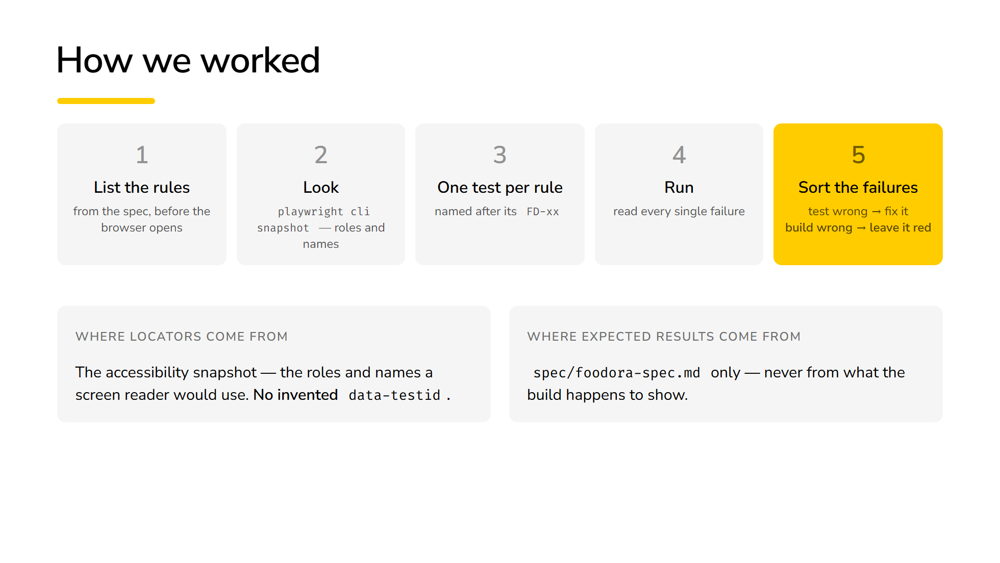 How we worked
1
List the rules
from the spec, before the
browser opens
2
Look
playwright cli
snapshot — roles and
names
3
One test per rule
named after its FD-xx
4
Run
read every single failure
5
Sort the failures
test wrong → fix it
build wrong → leave it red
WHERE LOCATORS COME FROM
The accessibility snapshot — the roles and names a
screen reader would use. No invented data-testid .
WHERE EXPECTED RESULTS COME FROM
spec/foodora-spec.md only — never from what the
build happens to show.